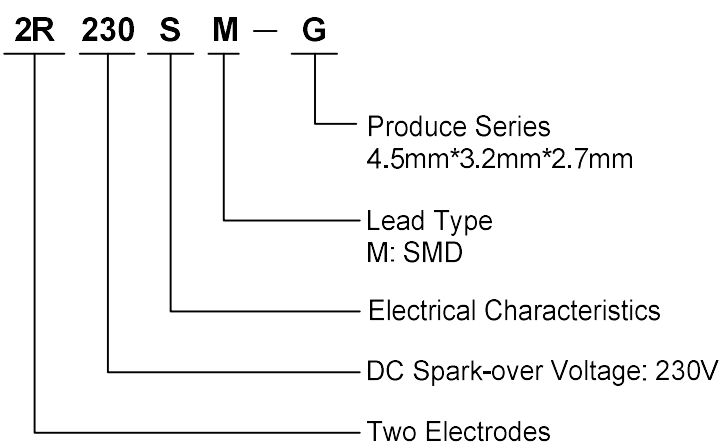 2R 230 S M — G
Produce Series
4.5mm*3.2mm*2.7mm
Lead Type
M: SMD
Electrical Characteristics
DC Spark-over Voltage: 230V
Two Electrodes